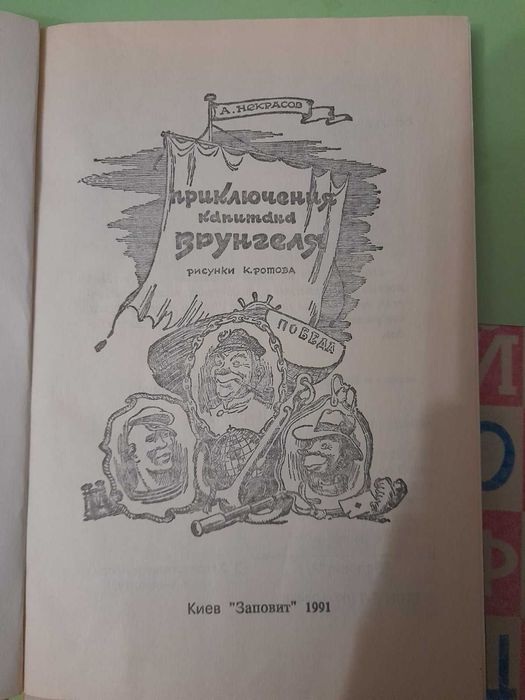 А. НЕКРАСОВ
ПРИКЛЮЧЕНИЯ
КАПИТАНА
ВРУНГЕЛЯ
РИСУНКИ К. РОТОВА
ПОБЕДА
Киев "Заповит" 1991
И
О
Р